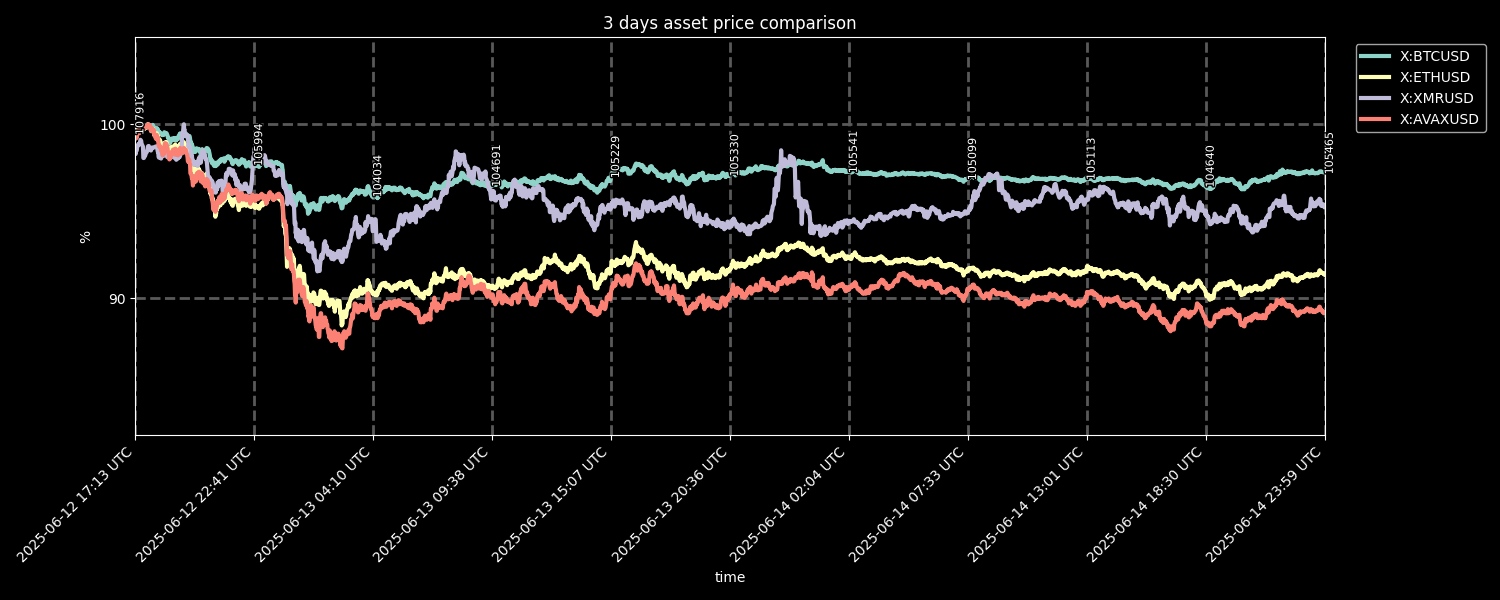 3 days asset price comparison
X:BTCUSD
X:ETHUSD
X:XMRUSD
X:AVAXUSD
%
100
90
107916
105994
104034
104691
105229
105330
105541
105099
105113
104640
105465
2025-06-12 17:13 UTC
2025-06-12 22:41 UTC
2025-06-13 04:10 UTC
2025-06-13 09:38 UTC
2025-06-13 15:07 UTC
2025-06-13 20:36 UTC
2025-06-14 02:04 UTC
2025-06-14 07:33 UTC
2025-06-14 13:01 UTC
2025-06-14 18:30 UTC
2025-06-14 23:59 UTC
time